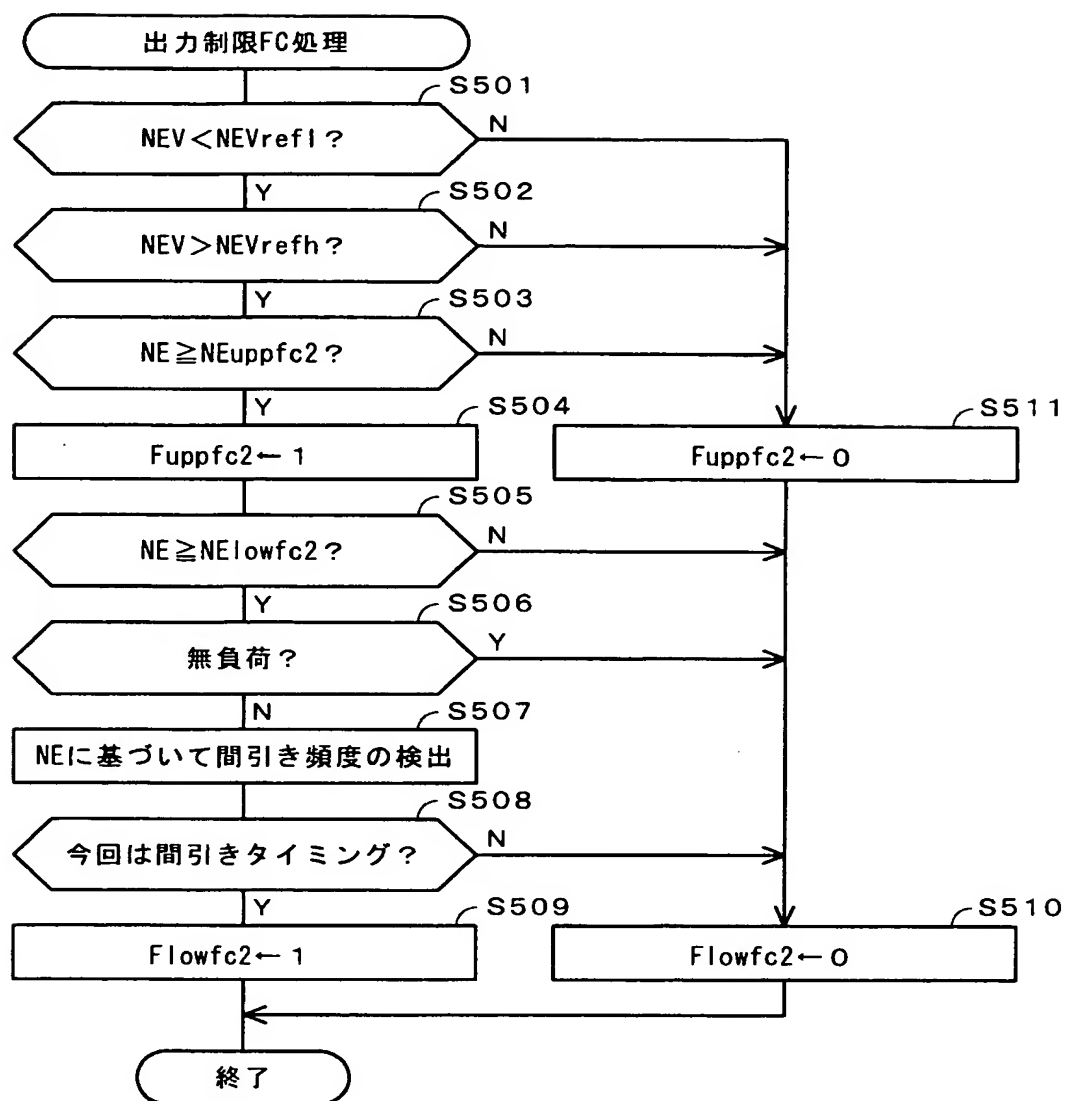 出力制限FC処理
S501
NEV<NEVrefl?
N
Y
S502
NEV>NEVrefh?
N
Y
S503
NE≧NEuppfc2?
N
Y
S504
Fuppfc2←1
S511
Fuppfc2←0
S505
NE≧NElowfc2?
N
Y
S506
無負荷?
Y
N
S507
NEに基づいて間引き頻度の検出
S508
今回は間引きタイミング?
N
Y
S509
Flowfc2←1
S510
Flowfc2←0
終了